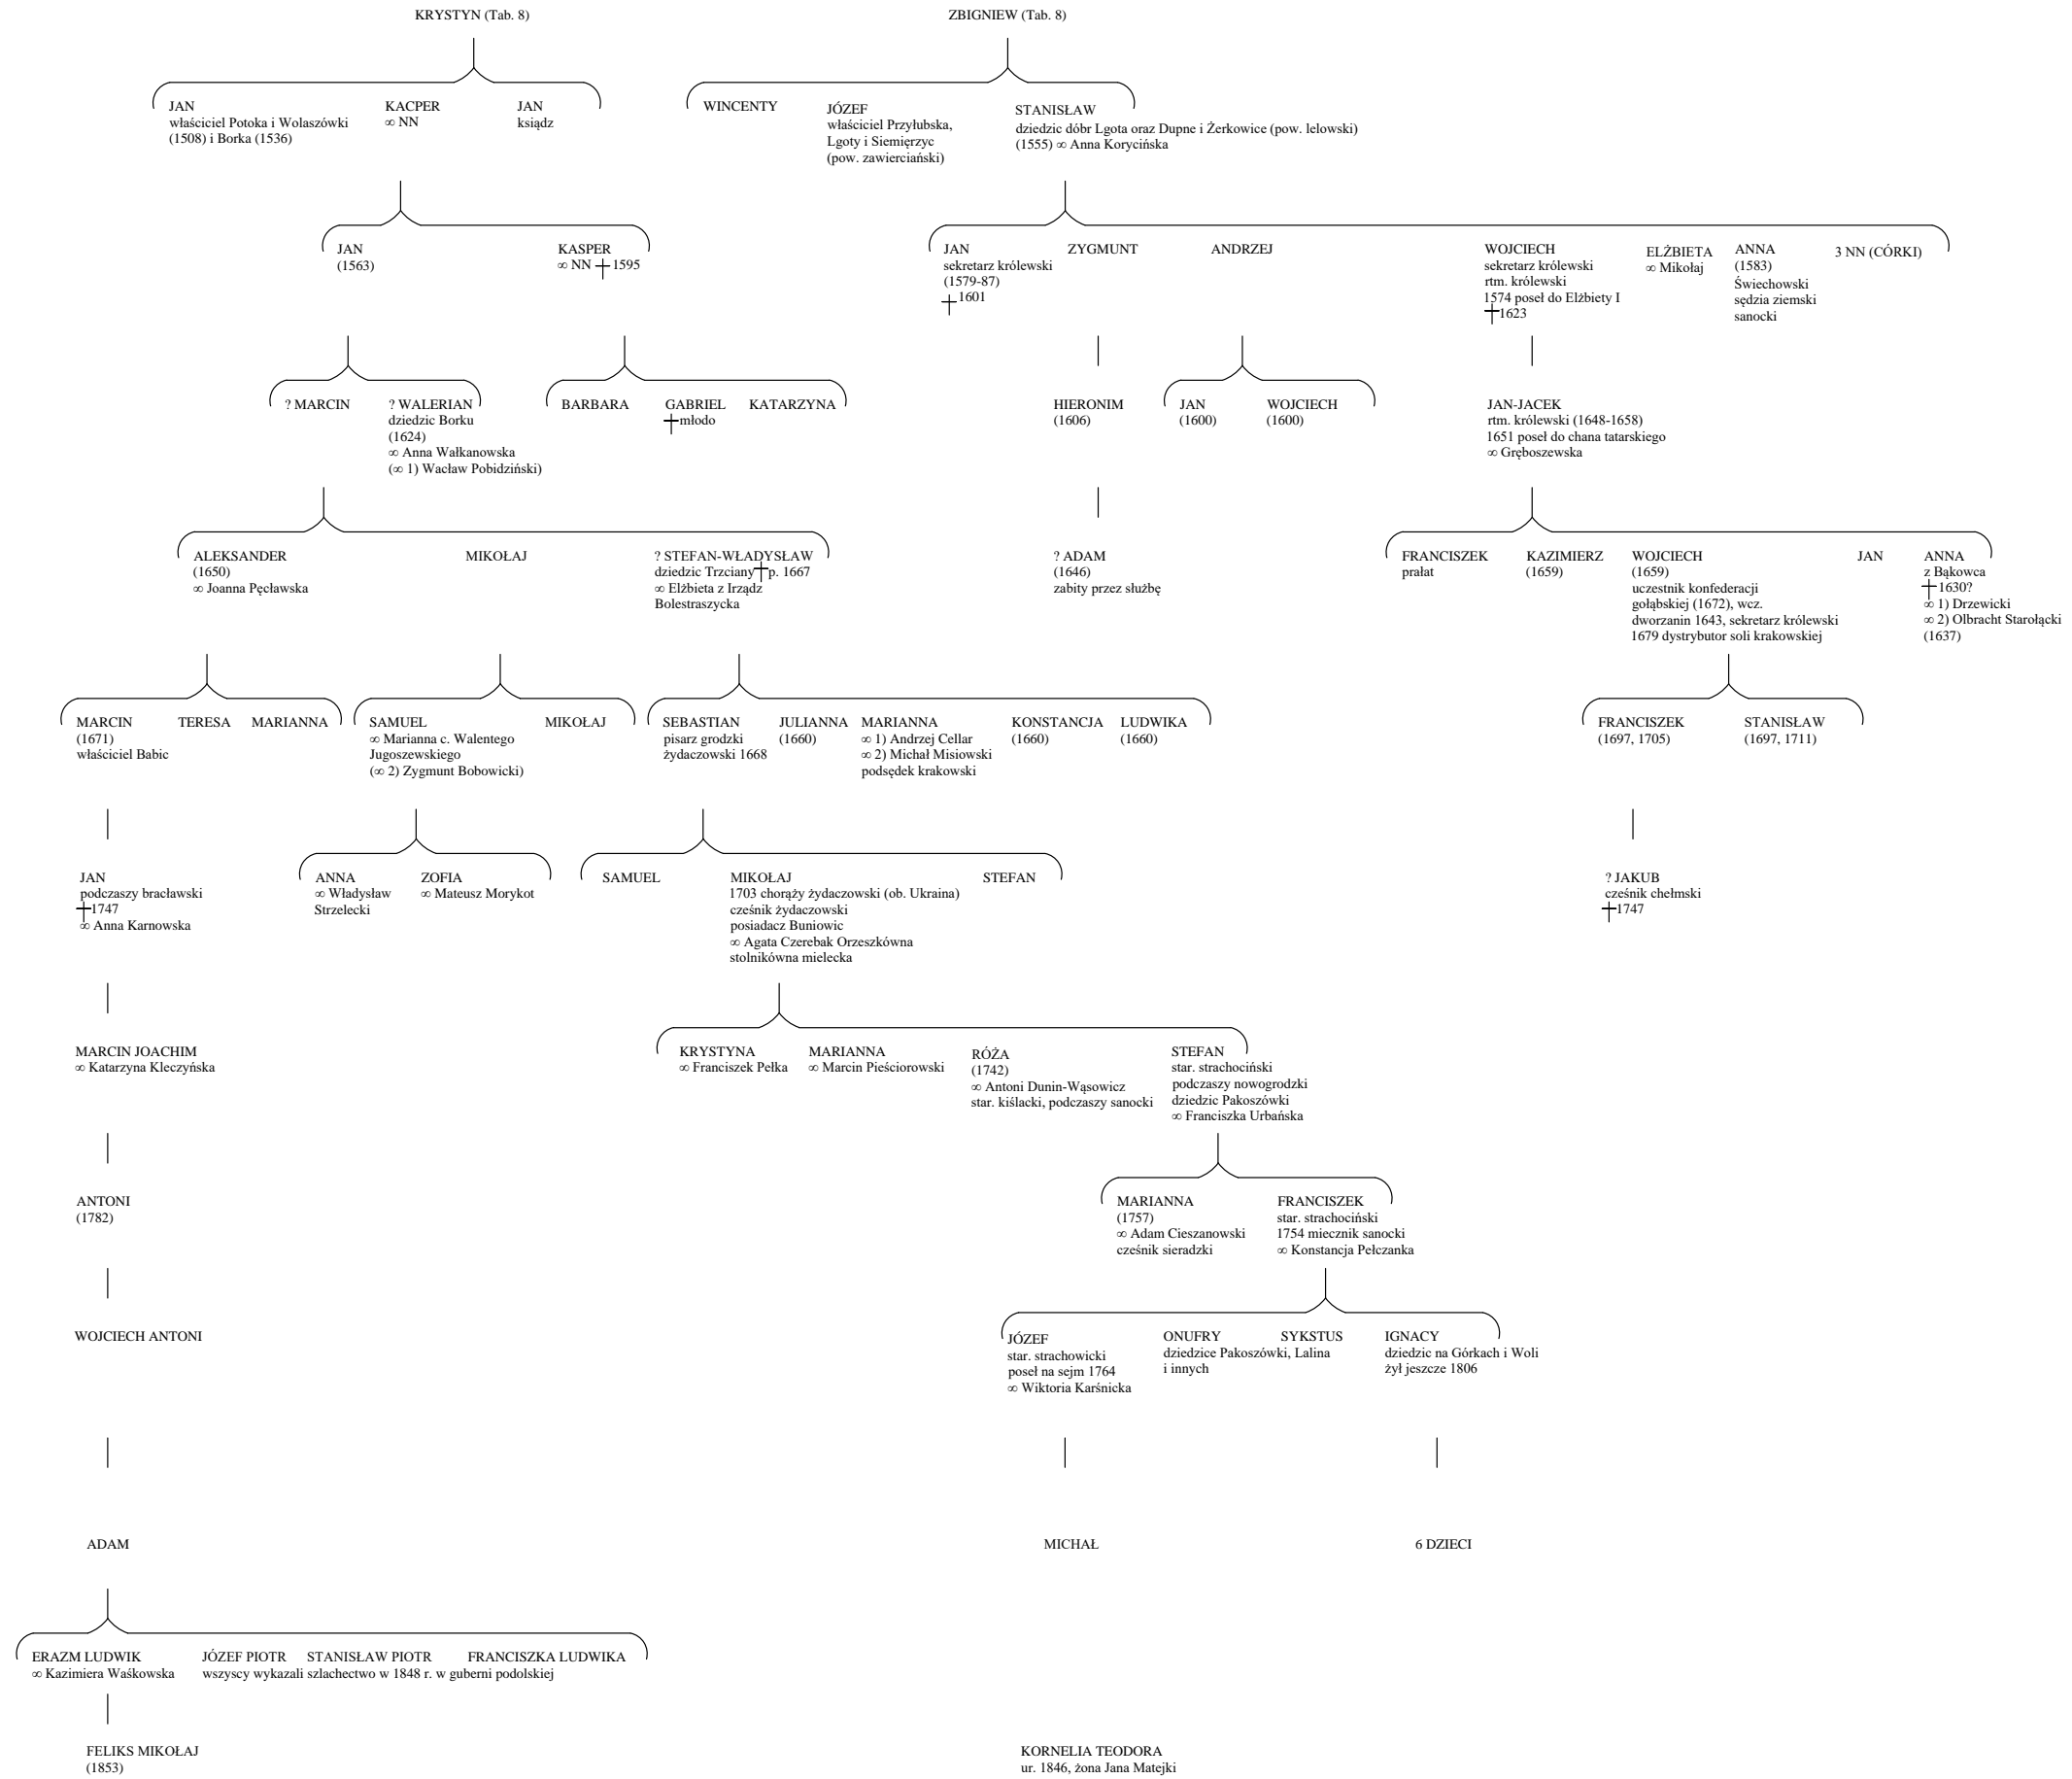 KRYSTYN (Tab. 8)
ZBIGNIEW (Tab. 8)
JAN
właściciel Potoka i Wolaszówki
(1508) i Borka (1536)
KACPER
∞ NN
JAN
ksiądz
WINCENTY
JÓZEF
właściciel Przyłubska,
Lgoty i Siemięrzyc
(pow. zawierciański)
STANISŁAW
dziedzic dóbr Lgota oraz Dupne i Żerkowice (pow. lelowski)
(1555) ∞ Anna Korycińska
JAN
(1563)
KASPER
∞ NN †1595
JAN
sekretarz królewski
(1579-87)
†1601
ZYGMUNT
ANDRZEJ
WOJCIECH
sekretarz królewski
rtm. królewski
1574 poseł do Elżbiety I
†1623
ELŻBIETA
∞ Mikołaj
ANNA
(1583)
Świechowski
sędzia ziemski
sanocki
3 NN (CÓRKI)
? MARCIN
? WALERIAN
dziedzic Borku
(1624)
∞ Anna Wałkanowska
(∞ 1) Wacław Pobidziński)
BARBARA
GABRIEL
†młodo
KATARZYNA
HIERONIM
(1606)
JAN
(1600)
WOJCIECH
(1600)
JAN-JACEK
rtm. królewski (1648-1658)
1651 poseł do chana tatarskiego
∞ Gręboszewska
ALEKSANDER
(1650)
∞ Joanna Pęcławska
MIKOŁAJ
? STEFAN-WŁADYSŁAW
dziedzic Trzciany †p. 1667
∞ Elżbieta z Irządz
Bolestraszycka
? ADAM
(1646)
zabity przez służbę
FRANCISZEK
prałat
KAZIMIERZ
(1659)
WOJCIECH
(1659)
uczestnik konfederacji
gołąbskiej (1672), wcz.
dworzanin 1643, sekretarz królewski
1679 dystrybutor soli krakowskiej
JAN
ANNA
z Bąkowca
†1630?
∞ 1) Drzewicki
∞ 2) Olbracht Starołącki
(1637)
MARCIN
(1671)
właściciel Babic
TERESA
MARIANNA
SAMUEL
∞ Marianna c. Walentego
Jugoszewskiego
(∞ 2) Zygmunt Bobowicki)
MIKOŁAJ
SEBASTIAN
pisarz grodzki
żydaczowski 1668
JULIANNA
(1660)
MARIANNA
∞ 1) Andrzej Cellar
∞ 2) Michał Misiowski
podsędek krakowski
KONSTANCJA
(1660)
LUDWIKA
(1660)
FRANCISZEK
(1697, 1705)
STANISŁAW
(1697, 1711)
JAN
podczaszy bracławski
†1747
∞ Anna Karnowska
ANNA
∞ Władysław
Strzelecki
ZOFIA
∞ Mateusz Morykot
SAMUEL
MIKOŁAJ
1703 chorąży żydaczowski (ob. Ukraina)
cześnik żydaczowski
posiadacz Buniowic
∞ Agata Czerebak Orzeszkówna
stolnikówna mielecka
STEFAN
? JAKUB
cześnik chełmski
†1747
MARCIN JOACHIM
∞ Katarzyna Kleczyńska
KRYSTYNA
∞ Franciszek Pełka
MARIANNA
∞ Marcin Pieściorowski
RÓŻA
(1742)
∞ Antoni Dunin-Wąsowicz
star. kiślacki, podczaszy sanocki
STEFAN
star. strachociński
podczaszy nowogrodzki
dziedzic Pakoszówki
∞ Franciszka Urbańska
ANTONI
(1782)
MARIANNA
(1757)
∞ Adam Cieszanowski
cześnik sieradzki
FRANCISZEK
star. strachociński
1754 miecznik sanocki
∞ Konstancja Pełczanka
WOJCIECH ANTONI
JÓZEF
star. strachowicki
poseł na sejm 1764
∞ Wiktoria Karśnicka
ONUFRY SYKSTUS
dziedzice Pakoszówki, Lalina
i innych
IGNACY
dziedzic na Górkach i Woli
żył jeszcze 1806
ADAM
MICHAŁ
6 DZIECI
ERAZM LUDWIK
∞ Kazimiera Waśkowska
JÓZEF PIOTR STANISŁAW PIOTR FRANCISZKA LUDWIKA
wszyscy wykazali szlachectwo w 1848 r. w guberni podolskiej
FELIKS MIKOŁAJ
(1853)
KORNELIA TEODORA
ur. 1846, żona Jana Matejki